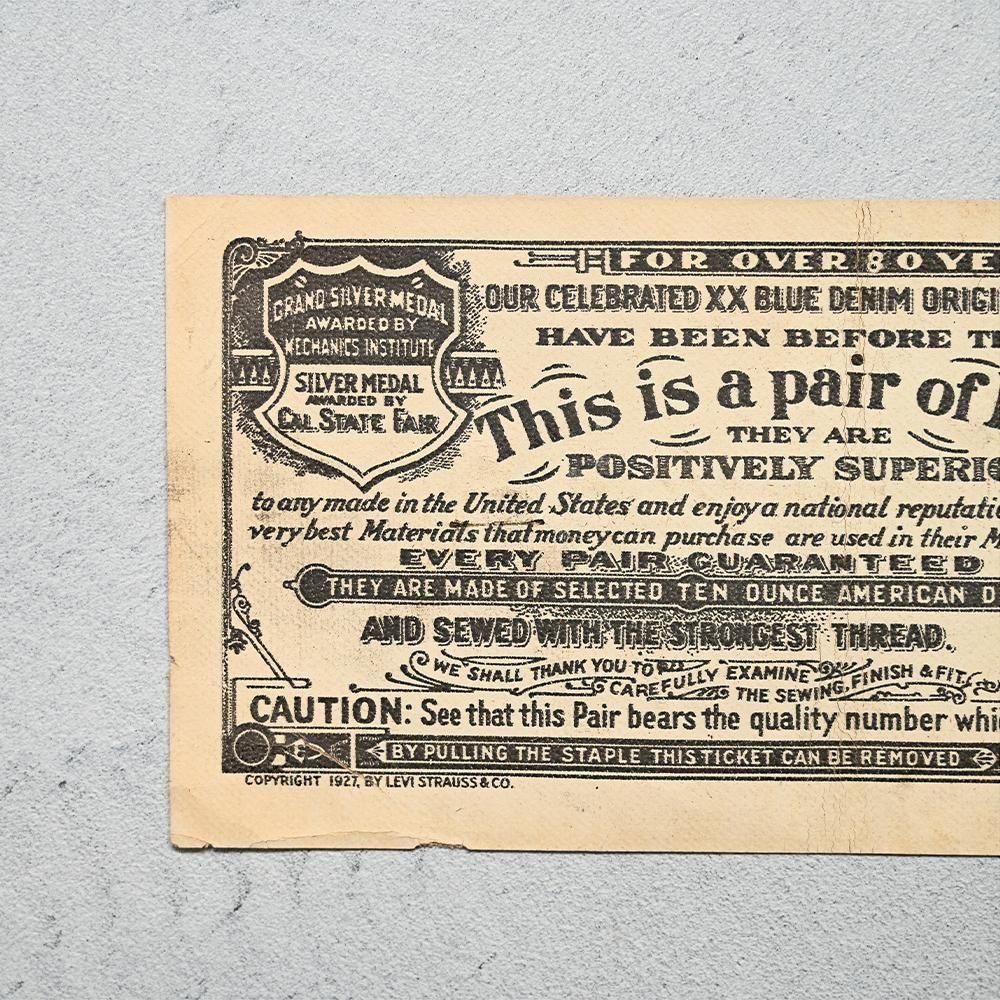 GRAND SILVER MEDAL
AWARDED BY
MECHANICS INSTITUTE
SILVER MEDAL
AWARDED BY
CAL. STATE FAIR
FOR OVER 80 YE
OUR CELEBRATED XX BLUE DENIM ORIGI
HAVE BEEN BEFORE T
This is a pair of
THEY ARE
POSITIVELY SUPERIO
to any made in the United States and enjoy a national reputati
very best Materials that money can purchase are used in their M
EVERY PAIR GUARANTEED
THEY ARE MADE OF SELECTED TEN OUNCE AMERICAN D
AND SEWED WITH THE STRONGEST THREAD.
WE SHALL THANK YOU TO
CAREFULLY EXAMINE
THE SEWING, FINISH & FIT.
CAUTION: See that this Pair bears the quality number whi
BY PULLING THE STAPLE THIS TICKET CAN BE REMOVED
COPYRIGHT 1927, BY LEVI STRAUSS & CO.